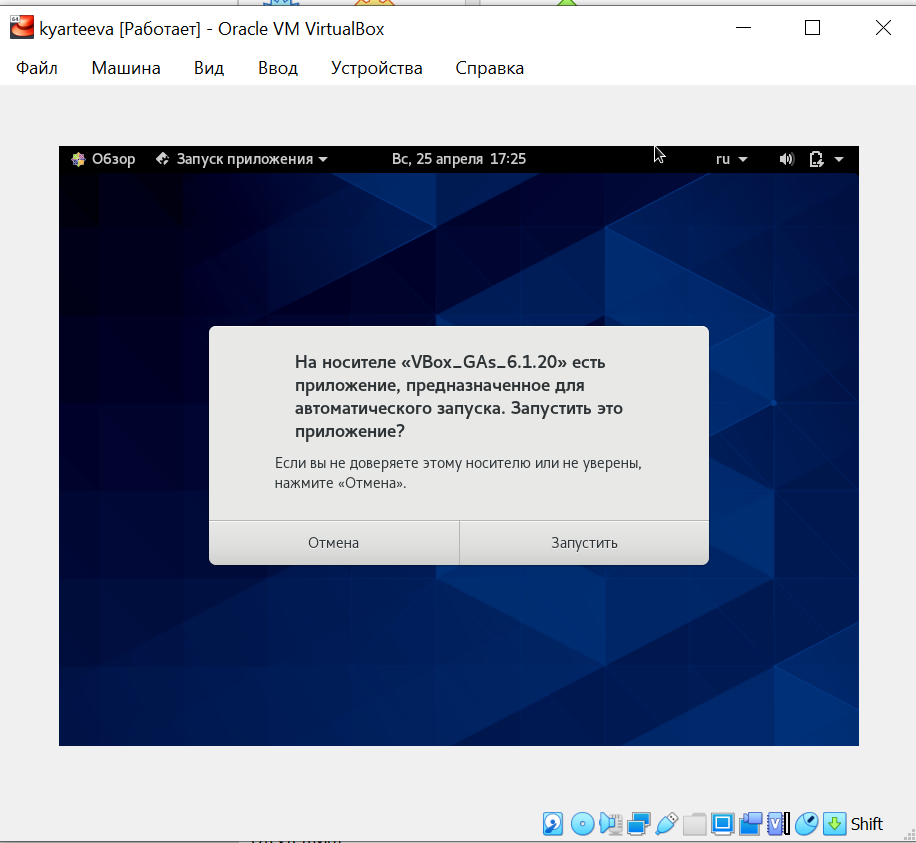 kyarteeva [Работает] - Oracle VM VirtualBox
Файл Машина Вид Ввод Устройства Справка
Обзор Запуск приложения Вс, 25 апреля 17:25 ru
На носителе «VBox_GAs_6.1.20» есть
приложение, предназначенное для
автоматического запуска. Запустить это
приложение?
Если вы не доверяете этому носителю или не уверены,
нажмите «Отмена».
Отмена Запустить
Shift